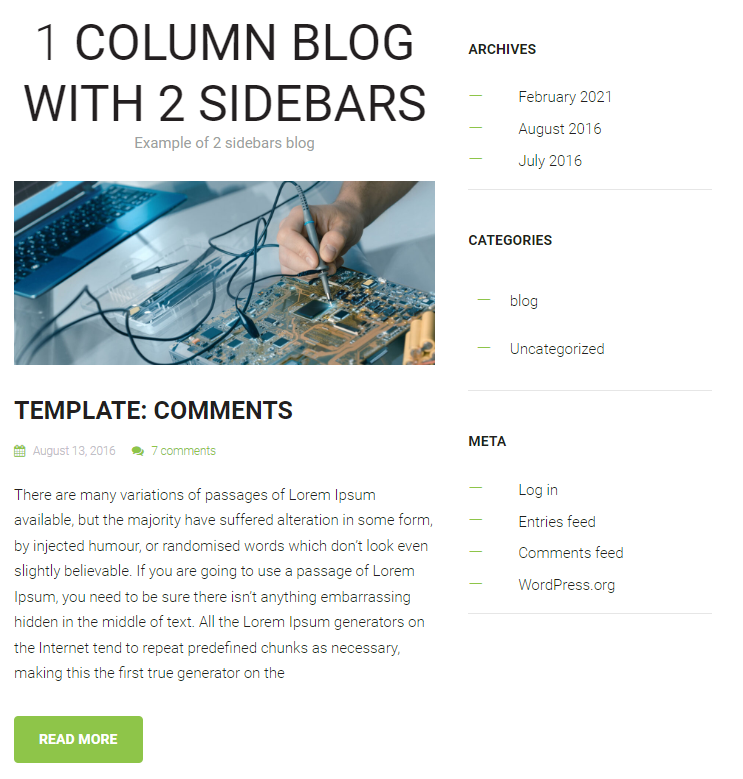 1 COLUMN BLOG
WITH 2 SIDEBARS
Example of 2 sidebars blog
TEMPLATE: COMMENTS
August 13, 2016 7 comments
There are many variations of passages of Lorem Ipsum
available, but the majority have suffered alteration in some form,
by injected humour, or randomised words which don't look even
slightly believable. If you are going to use a passage of Lorem
Ipsum, you need to be sure there isn't anything embarrassing
hidden in the middle of text. All the Lorem Ipsum generators on
the Internet tend to repeat predefined chunks as necessary,
making this the first true generator on the
READ MORE
ARCHIVES
February 2021
August 2016
July 2016
CATEGORIES
blog
Uncategorized
META
Log in
Entries feed
Comments feed
WordPress.org